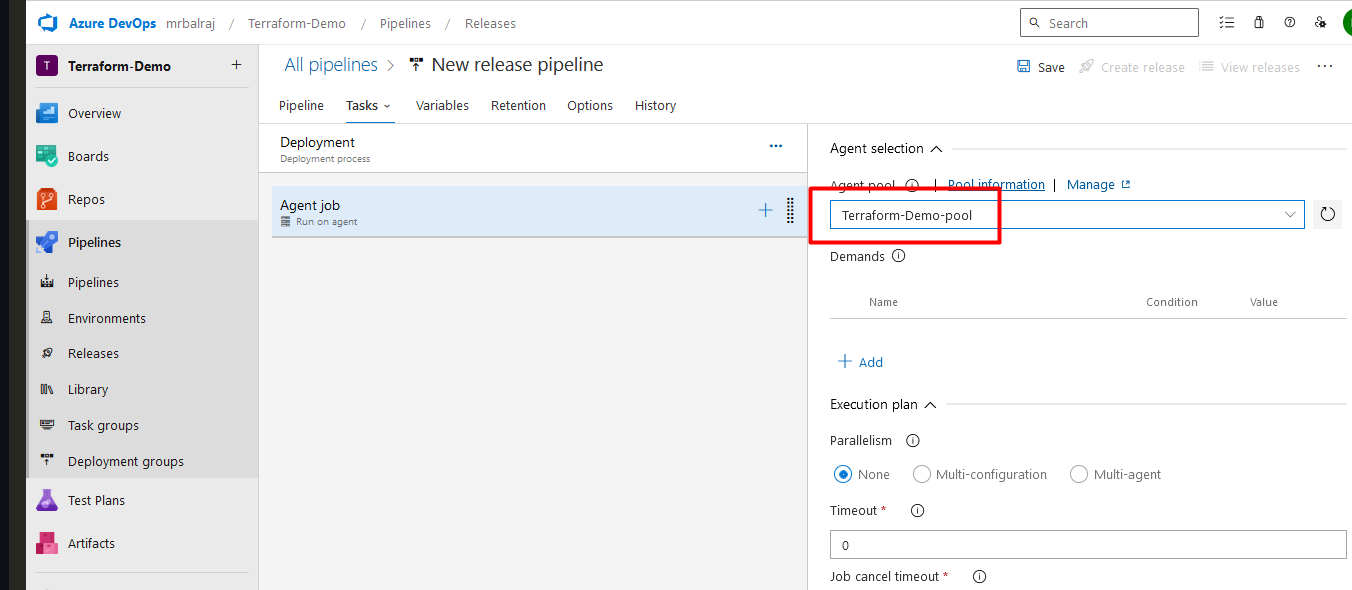 Azure DevOps mrbalraj / Terraform-Demo / Pipelines / Releases
Search
T Terraform-Demo +
Overview
Boards
Repos
Pipelines
Pipelines
Environments
Releases
Library
Task groups
Deployment groups
Test Plans
Artifacts
All pipelines > New release pipeline
Save Create release View releases ...
Pipeline Tasks Variables Retention Options History
Deployment
Deployment process
Agent job
Run on agent
Agent selection
Agent pool | Pool information | Manage
Terraform-Demo-pool
Demands
Name Condition Value
+ Add
Execution plan
Parallelism
None Multi-configuration Multi-agent
Timeout *
0
Job cancel timeout *